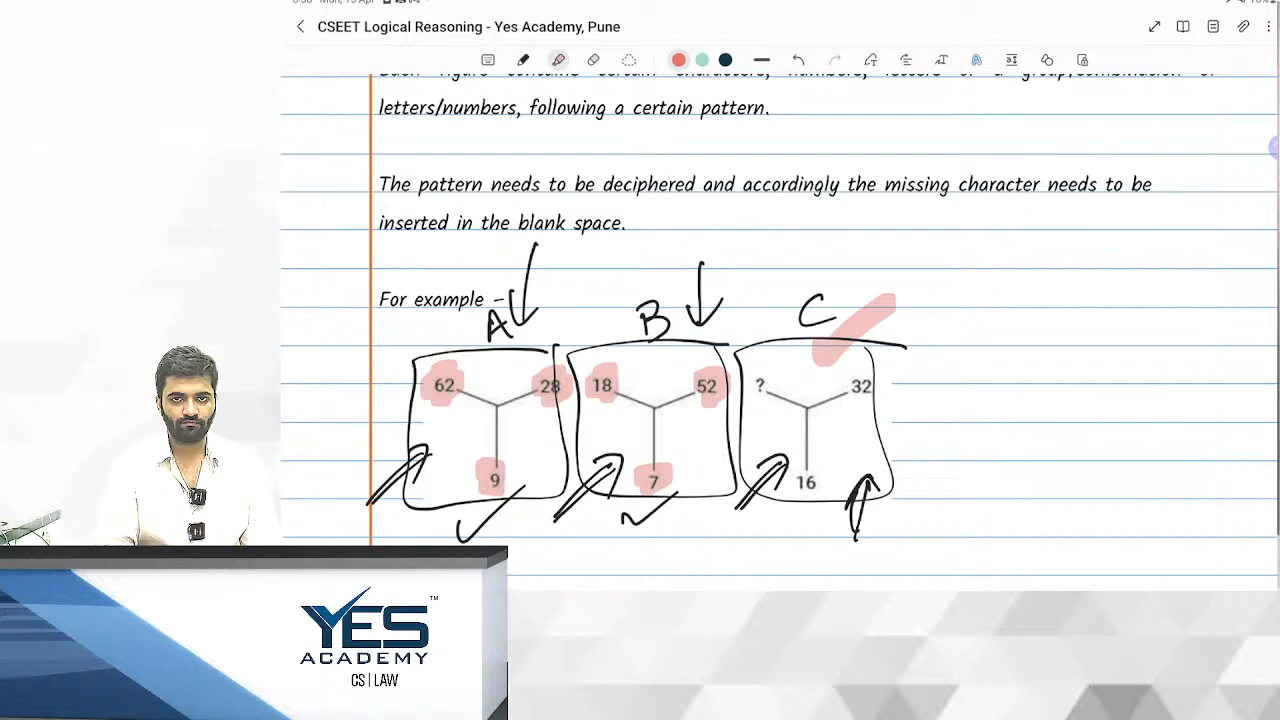 CSEET Logical Reasoning - Yes Academy, Pune
letters/numbers, following a certain pattern.
The pattern needs to be deciphered and accordingly the missing character needs to be
inserted in the blank space.
For example -
A B C
62 28 18 52 ? 32
9 7 16
YES™
ACADEMY
CS | LAW